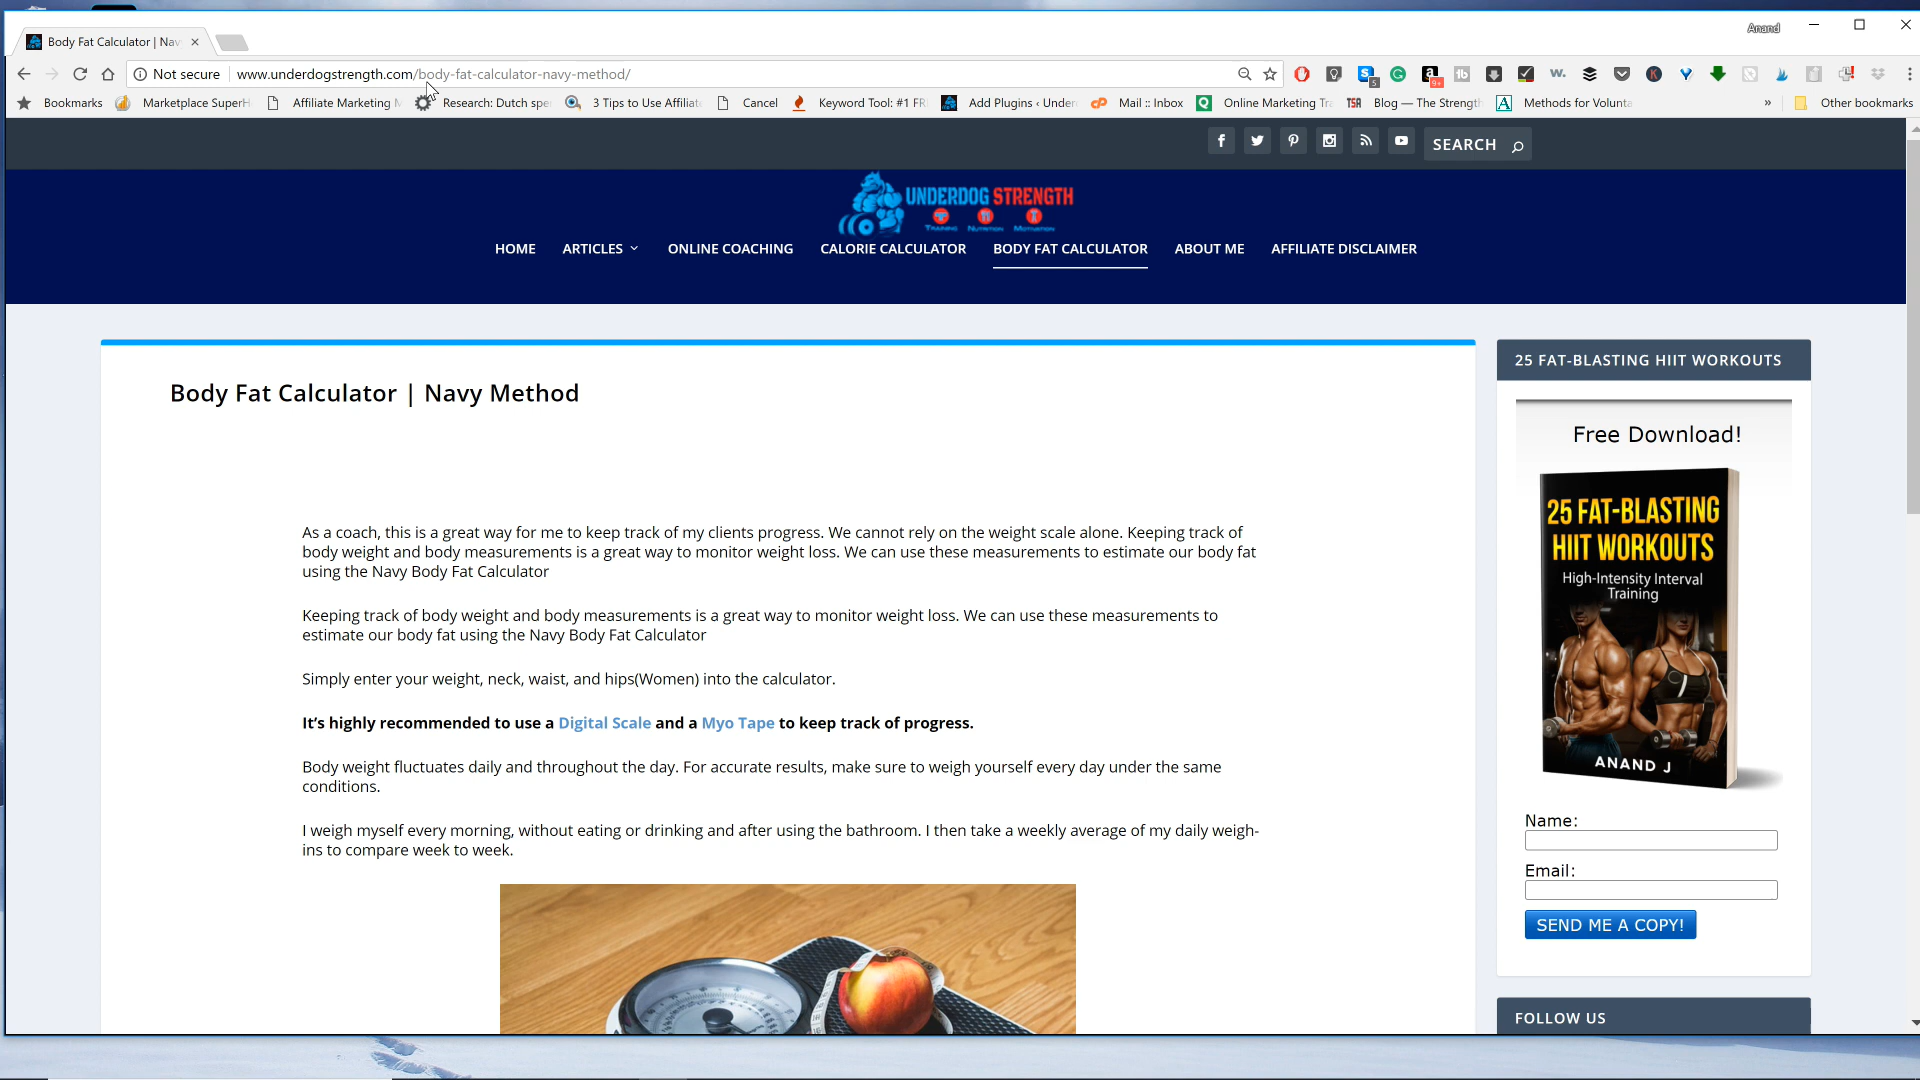 Body Fat Calculator | Nav
Anand
Not secure
www.underdogstrength.com/body-fat-calculator-navy-method/
Bookmarks
Marketplace SuperH
Affiliate Marketing
Research: Dutch spe
3 Tips to Use Affiliat
Cancel
Keyword Tool: #1 FR
Add Plugins ‹ Under
Mail :: Inbox
Online Marketing Tra
TSA
Blog — The Strength
Methods for Volunta
»
Other bookmarks
SEARCH
UNDERDOG STRENGTH
TRAINING NUTRITION MOTIVATION
HOME
ARTICLES
ONLINE COACHING
CALORIE CALCULATOR
BODY FAT CALCULATOR
ABOUT ME
AFFILIATE DISCLAIMER
Body Fat Calculator | Navy Method
As a coach, this is a great way for me to keep track of my clients progress. We cannot rely on the weight scale alone. Keeping track of
body weight and body measurements is a great way to monitor weight loss. We can use these measurements to estimate our body fat
using the Navy Body Fat Calculator
Keeping track of body weight and body measurements is a great way to monitor weight loss. We can use these measurements to
estimate our body fat using the Navy Body Fat Calculator
Simply enter your weight, neck, waist, and hips(Women) into the calculator.
It's highly recommended to use a Digital Scale and a Myo Tape to keep track of progress.
Body weight fluctuates daily and throughout the day. For accurate results, make sure to weigh yourself every day under the same
conditions.
I weigh myself every morning, without eating or drinking and after using the bathroom. I then take a weekly average of my daily weigh-
ins to compare week to week.
25 FAT-BLASTING HIIT WORKOUTS
Free Download!
25 FAT-BLASTING
HIIT WORKOUTS
High-Intensity Interval
Training
ANAND J
Name:
Email:
SEND ME A COPY!
FOLLOW US